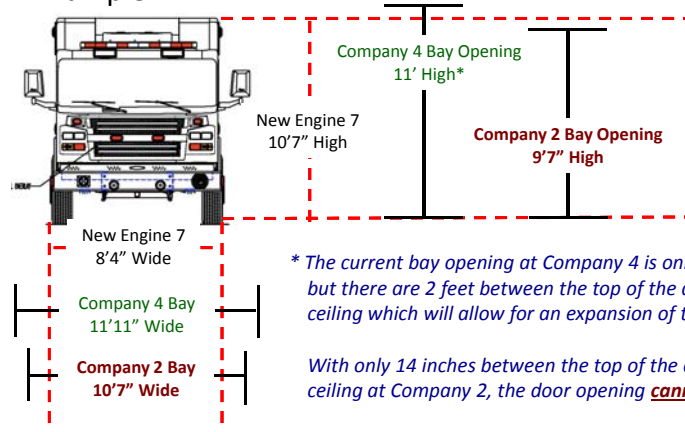 Company 4 Bay Opening
11’ High*
New Engine 7
10’7” High
Company 2 Bay Opening
9’7” High
New Engine 7
8’4” Wide
* The current bay opening at Company 4 is
but there are 2 feet between the top of the
ceiling which will allow for an expansion of
Company 4 Bay
11’11” Wide
Company 2 Bay
10’7” Wide
With only 14 inches between the top of the
ceiling at Company 2, the door opening